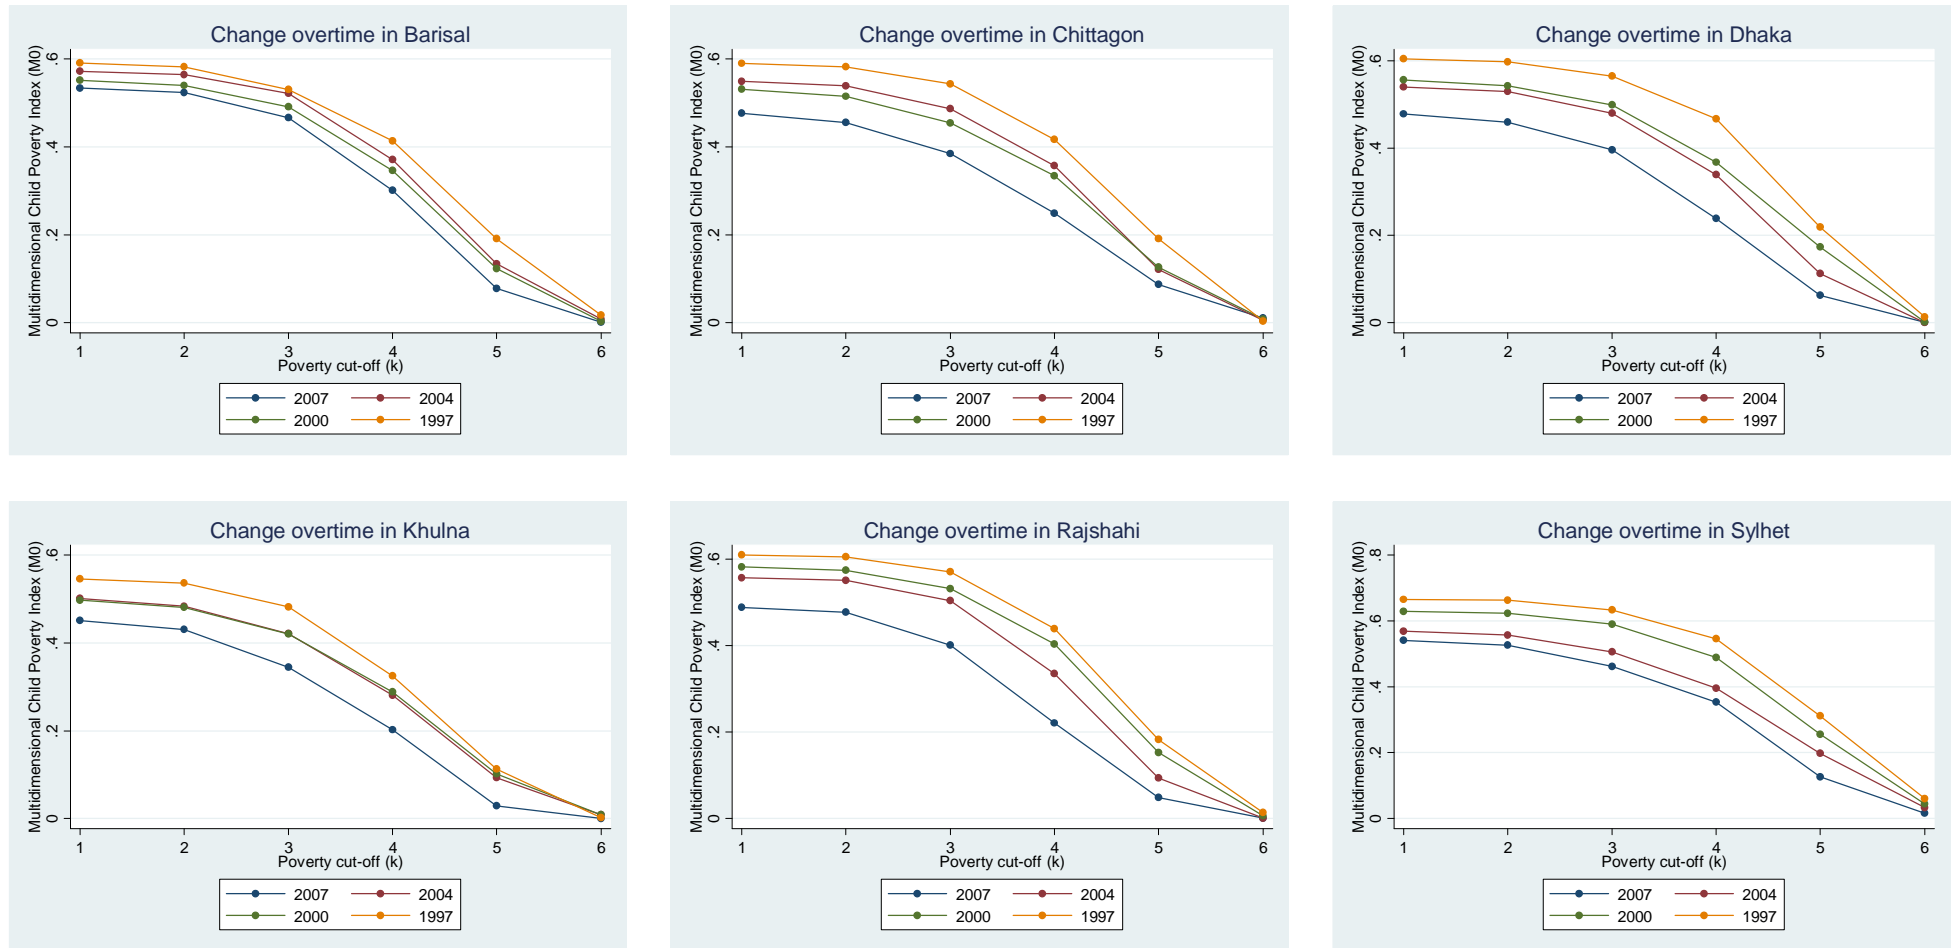 Change overtime in Barisal
Multidimensional Child Poverty Index (M0)
.6
.4
.2
0
1 2 3 4 5 6
Poverty cut-off (k)
2007 2004
2000 1997
Change overtime in Chittagon
Multidimensional Child Poverty Index (M0)
.6
.4
.2
0
1 2 3 4 5 6
Poverty cut-off (k)
2007 2004
2000 1997
Change overtime in Dhaka
Multidimensional Child Poverty Index (M0)
.6
.4
.2
0
1 2 3 4 5 6
Poverty cut-off (k)
2007 2004
2000 1997
Change overtime in Khulna
Multidimensional Child Poverty Index (M0)
.6
.4
.2
0
1 2 3 4 5 6
Poverty cut-off (k)
2007 2004
2000 1997
Change overtime in Rajshahi
Multidimensional Child Poverty Index (M0)
.6
.4
.2
0
1 2 3 4 5 6
Poverty cut-off (k)
2007 2004
2000 1997
Change overtime in Sylhet
Multidimensional Child Poverty Index (M0)
.8
.6
.4
.2
0
1 2 3 4 5 6
Poverty cut-off (k)
2007 2004
2000 1997